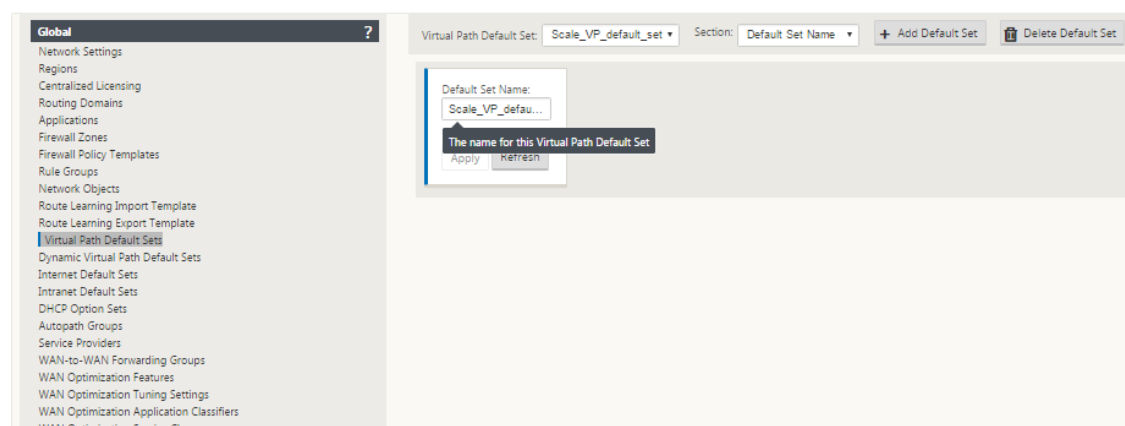 Global ?
Network Settings
Regions
Centralized Licensing
Routing Domains
Applications
Firewall Zones
Firewall Policy Templates
Rule Groups
Network Objects
Route Learning Import Template
Route Learning Export Template
Virtual Path Default Sets
Dynamic Virtual Path Default Sets
Internet Default Sets
Intranet Default Sets
DHCP Option Sets
Autopath Groups
Service Providers
WAN-to-WAN Forwarding Groups
WAN Optimization Features
WAN Optimization Tuning Settings
WAN Optimization Application Classifiers
Virtual Path Default Set: Scale_VP_default_set Section: Default Set Name + Add Default Set Delete Default Set
Default Set Name:
Scale_VP_defau...
The name for this Virtual Path Default Set
Apply Refresh